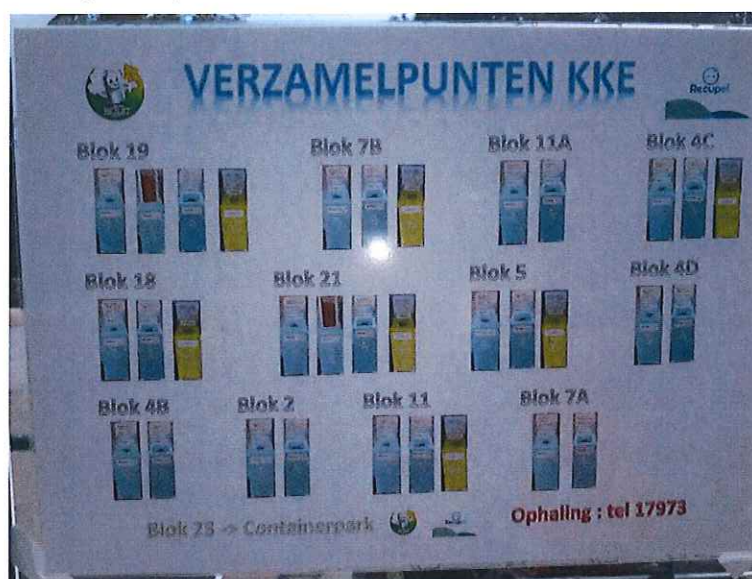 VERZAMELPUNTEN KKE
Recupel
Blok 19 Blok 7B Blok 11A Blok 4C
Blok 18 Blok 21 Blok 5 Blok 4D
Blok 4B Blok 2 Blok 11 Blok 7A
Blok 23 -> Containerpark
Ophaling : tel 17973